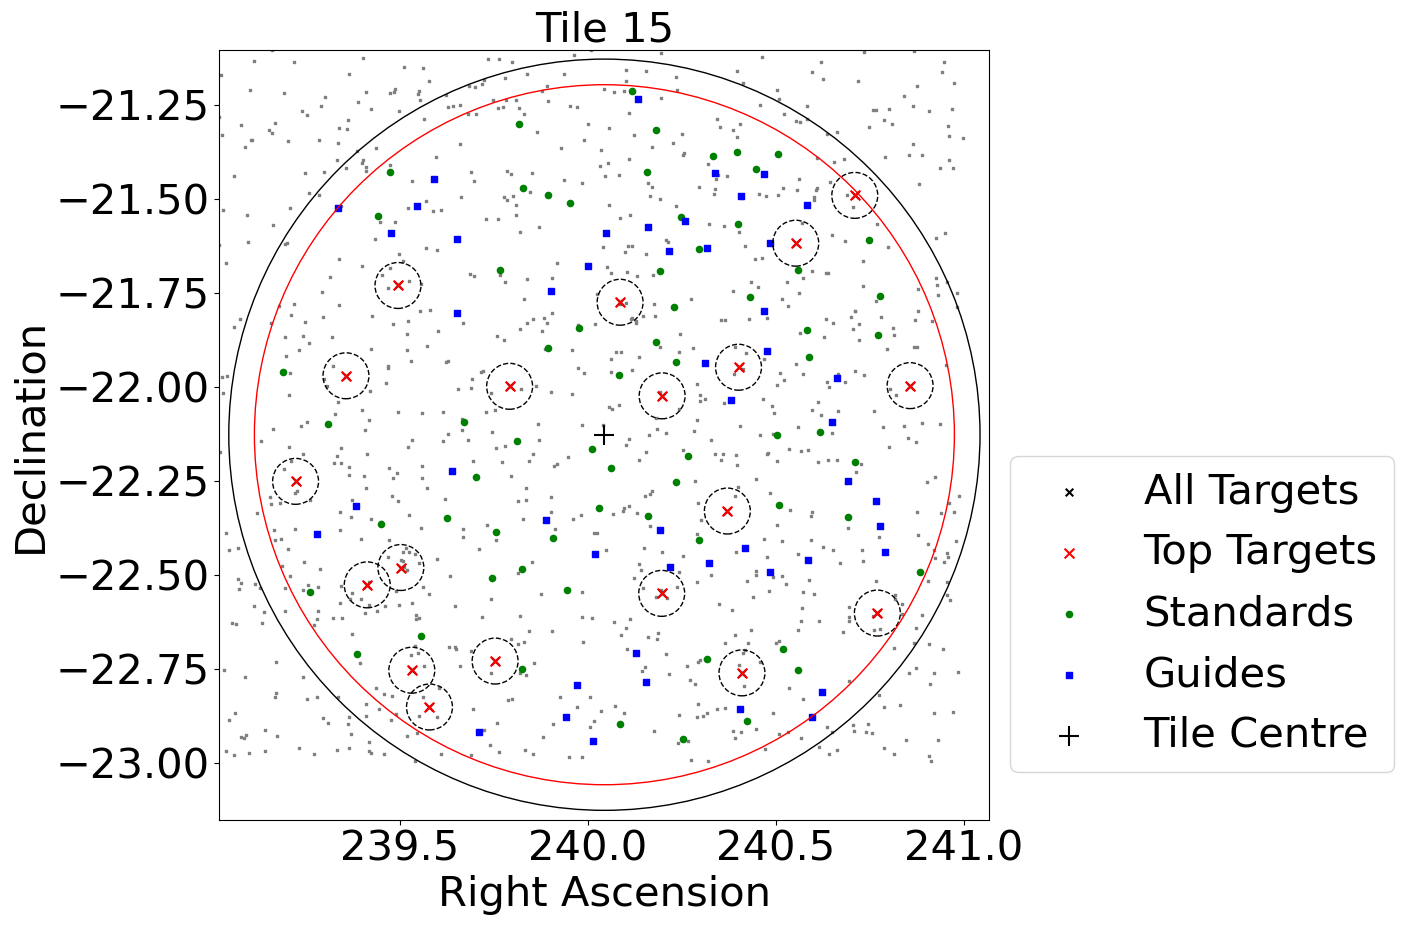 Tile 15
−21.25
−21.50
−21.75
−22.00
−22.25
−22.50
−22.75
−23.00
Declination
239.5
240.0
240.5
241.0
Right Ascension
All Targets
Top Targets
Standards
Guides
Tile Centre